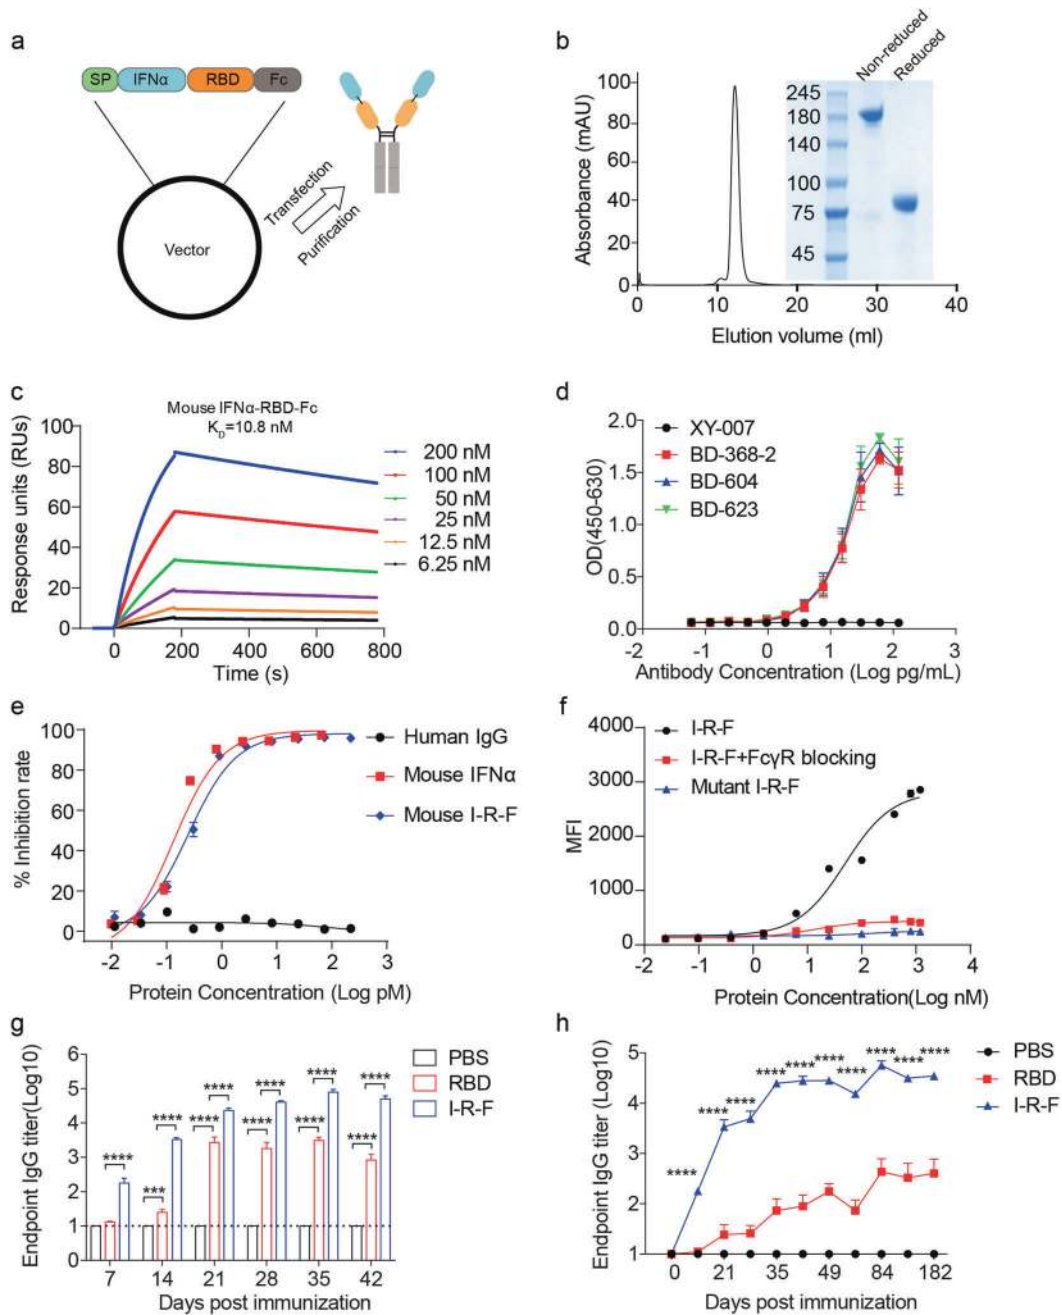 a
SP IFNα RBD Fc
Vector
Transfection
Purification
b
Non-reduced
Reduced
Absorbance (mAU)
100
80
60
40
20
0
0 10 20 30 40
Elution volume (ml)
245
180
140
100
75
45
c
Mouse IFNα-RBD-Fc
KD=10.8 nM
Response units (RUs)
100
80
60
40
20
0
0 200 400 600 800
Time (s)
200 nM
100 nM
50 nM
25 nM
12.5 nM
6.25 nM
d
OD(450-630)
2.0
1.5
1.0
0.5
0.0
-2 -1 0 1 2 3
Antibody Concentration (Log pg/mL)
XY-007
BD-368-2
BD-604
BD-623
e
% Inhibition rate
100
80
60
40
20
0
-2 -1 0 1 2 3
Protein Concentration (Log pM)
Human IgG
Mouse IFNα
Mouse I-R-F
f
MFI
4000
3000
2000
1000
0
-2 -1 0 1 2 3 4
Protein Concentration(Log nM)
I-R-F
I-R-F+FcγR blocking
Mutant I-R-F
g
Endpoint IgG titer(Log10)
6
5
4
3
2
1
0
**** *** **** **** **** **** **** **** **** **** ****
7 14 21 28 35 42
Days post immunization
PBS
RBD
I-R-F
h
Endpoint IgG titer (Log10)
5
4
3
2
1
**** **** **** **** **** **** **** **** **** ****
0 21 35 49 84 182
Days post immunization
PBS
RBD
I-R-F